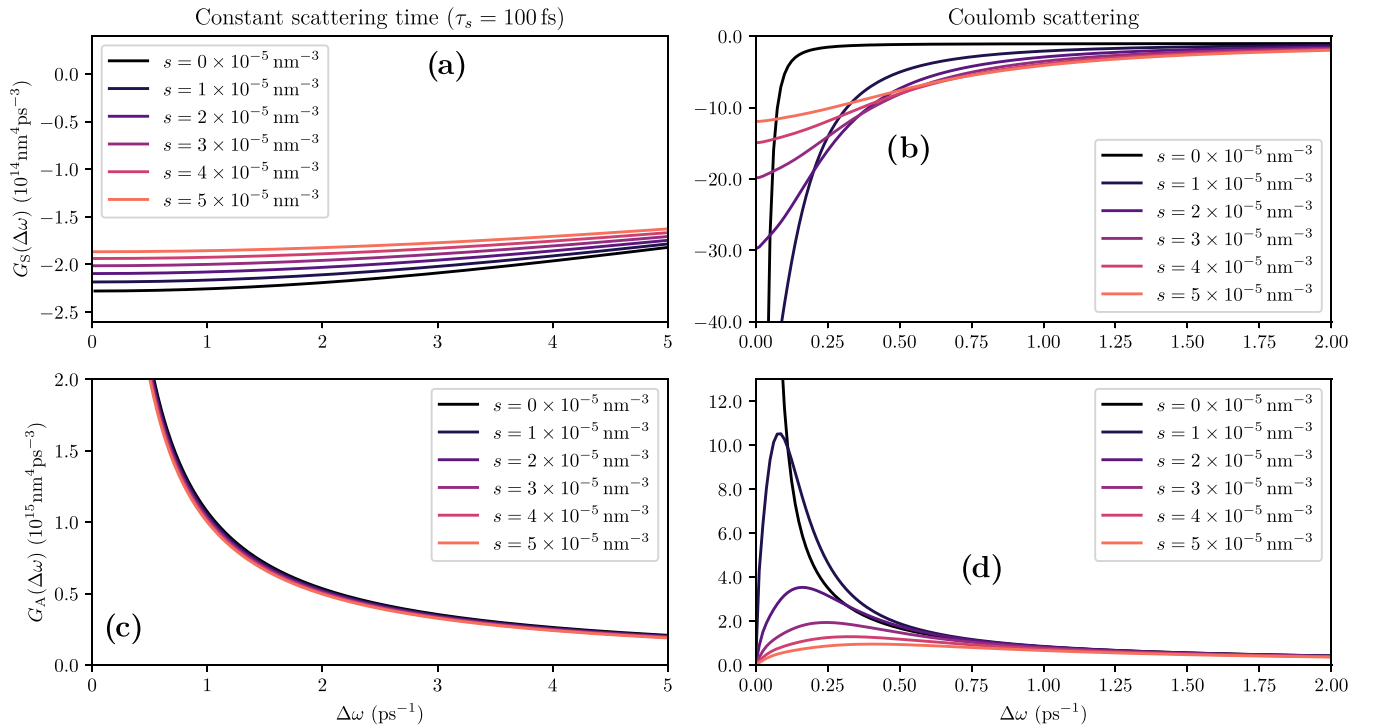 Constant scattering time (τs = 100 fs)
Coulomb scattering
(a)
s = 0 × 10⁻⁵ nm⁻³
s = 1 × 10⁻⁵ nm⁻³
s = 2 × 10⁻⁵ nm⁻³
s = 3 × 10⁻⁵ nm⁻³
s = 4 × 10⁻⁵ nm⁻³
s = 5 × 10⁻⁵ nm⁻³
GS(Δω) (10¹⁴nm⁴ps⁻³)
0.0
−0.5
−1.0
−1.5
−2.0
−2.5
0 1 2 3 4 5
(b)
s = 0 × 10⁻⁵ nm⁻³
s = 1 × 10⁻⁵ nm⁻³
s = 2 × 10⁻⁵ nm⁻³
s = 3 × 10⁻⁵ nm⁻³
s = 4 × 10⁻⁵ nm⁻³
s = 5 × 10⁻⁵ nm⁻³
0.0
−10.0
−20.0
−30.0
−40.0
0.00 0.25 0.50 0.75 1.00 1.25 1.50 1.75 2.00
(c)
s = 0 × 10⁻⁵ nm⁻³
s = 1 × 10⁻⁵ nm⁻³
s = 2 × 10⁻⁵ nm⁻³
s = 3 × 10⁻⁵ nm⁻³
s = 4 × 10⁻⁵ nm⁻³
s = 5 × 10⁻⁵ nm⁻³
GA(Δω) (10¹⁵nm⁴ps⁻³)
2.0
1.5
1.0
0.5
0.0
0 1 2 3 4 5
Δω (ps⁻¹)
(d)
s = 0 × 10⁻⁵ nm⁻³
s = 1 × 10⁻⁵ nm⁻³
s = 2 × 10⁻⁵ nm⁻³
s = 3 × 10⁻⁵ nm⁻³
s = 4 × 10⁻⁵ nm⁻³
s = 5 × 10⁻⁵ nm⁻³
12.0
10.0
8.0
6.0
4.0
2.0
0.0
0.00 0.25 0.50 0.75 1.00 1.25 1.50 1.75 2.00
Δω (ps⁻¹)